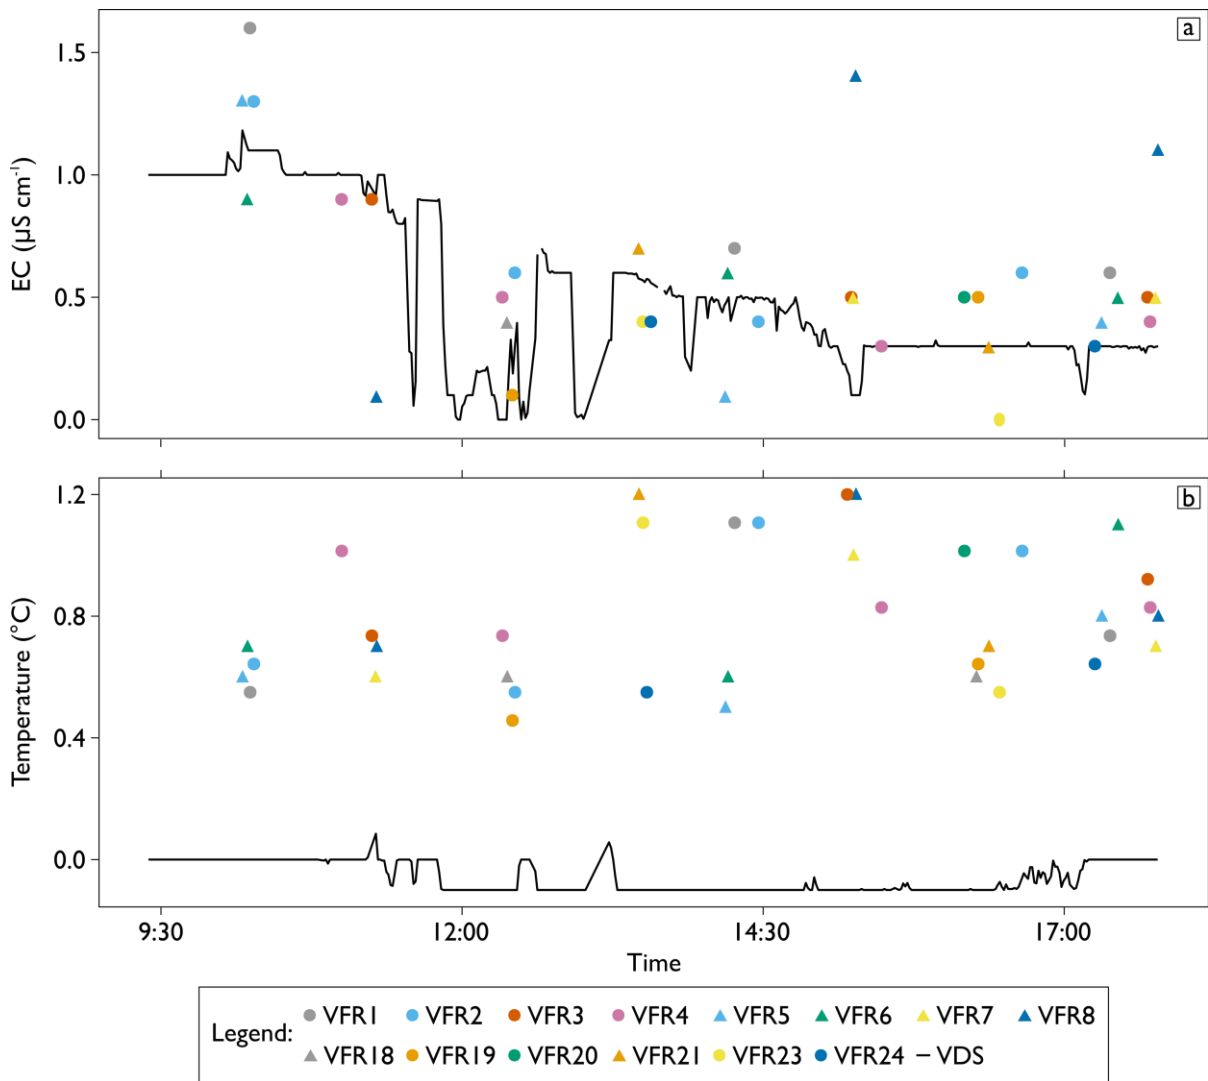 a
1.5
1.0
0.5
0.0
EC (µS cm⁻¹)
b
1.2
0.8
0.4
0.0
Temperature (°C)
9:30 12:00 14:30 17:00
Time
Legend: VFR1 VFR2 VFR3 VFR4 VFR5 VFR6 VFR7 VFR8
VFR18 VFR19 VFR20 VFR21 VFR23 VFR24 – VDS